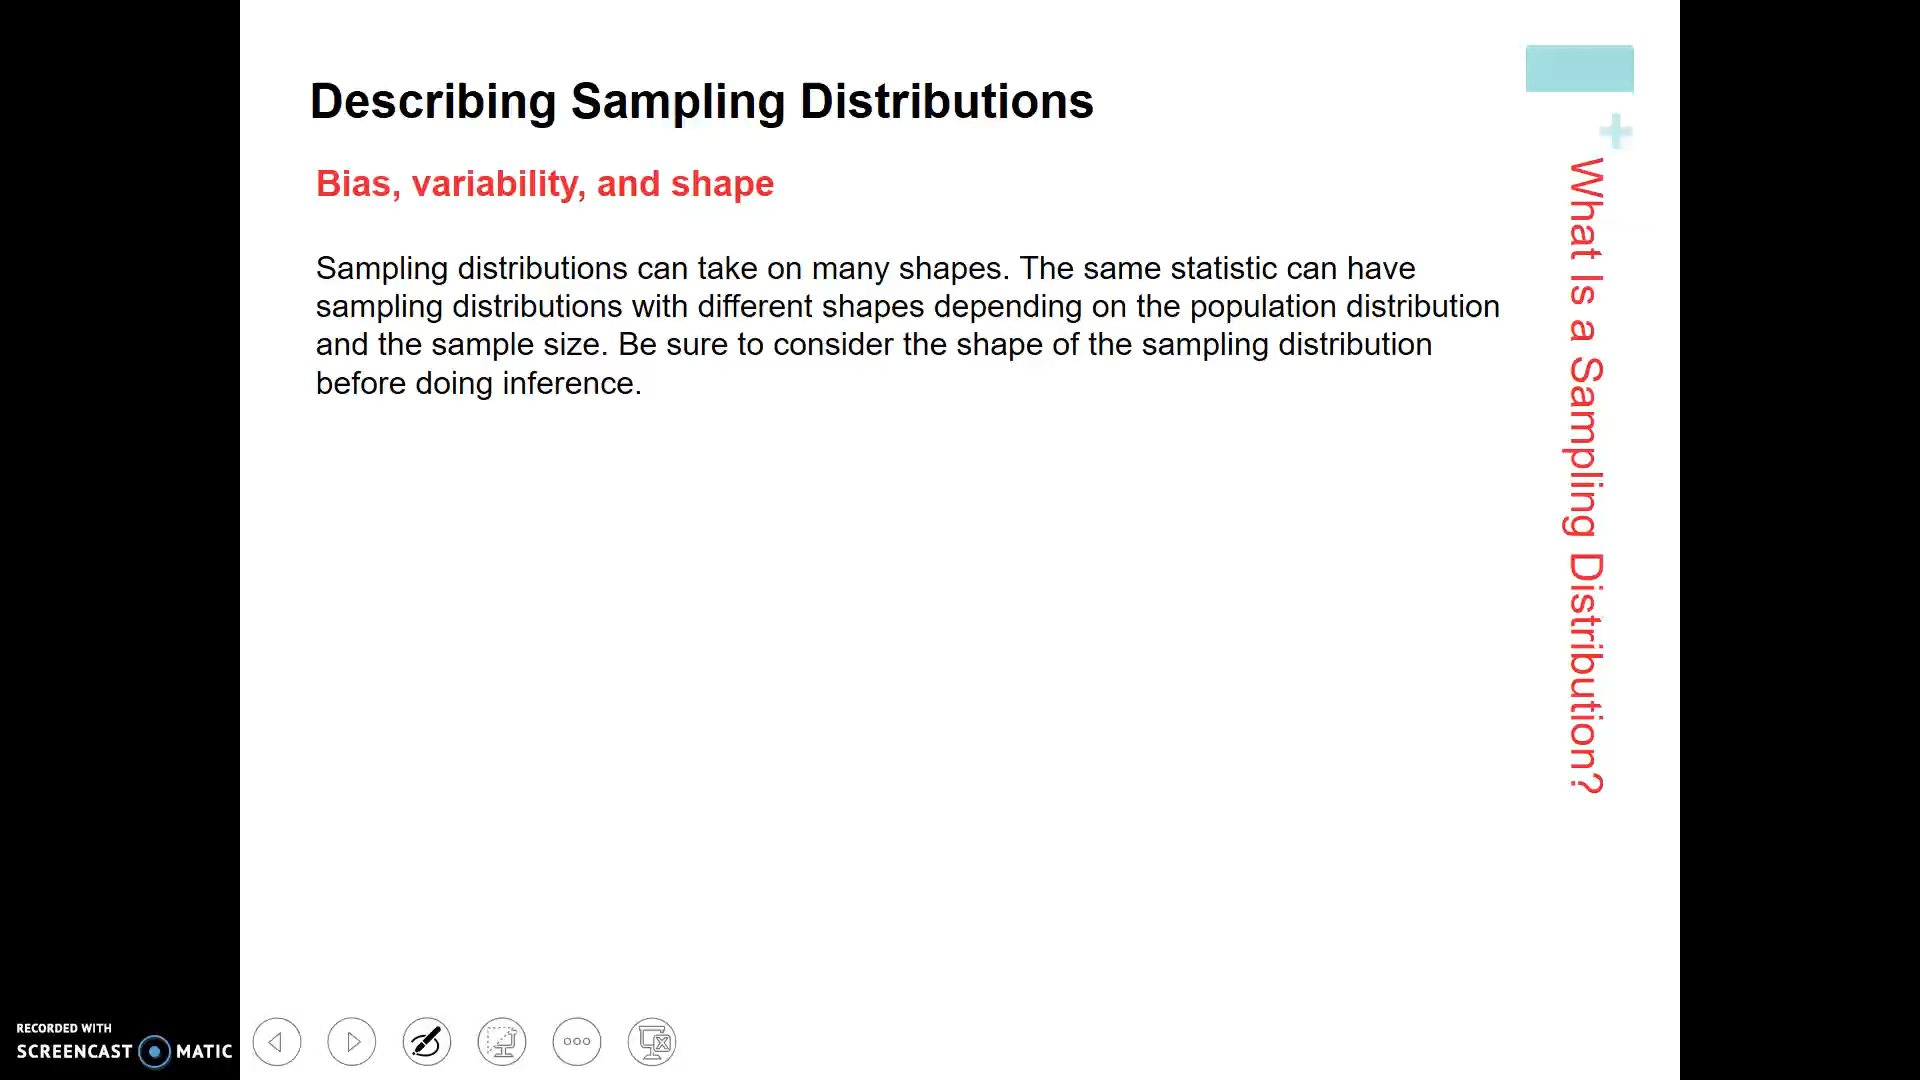 Describing Sampling Distributions
Bias, variability, and shape
Sampling distributions can take on many shapes. The same statistic can have
sampling distributions with different shapes depending on the population distribution
and the sample size. Be sure to consider the shape of the sampling distribution
before doing inference.
+
What Is a Sampling Distribution?
RECORDED WITH
SCREENCAST MATIC